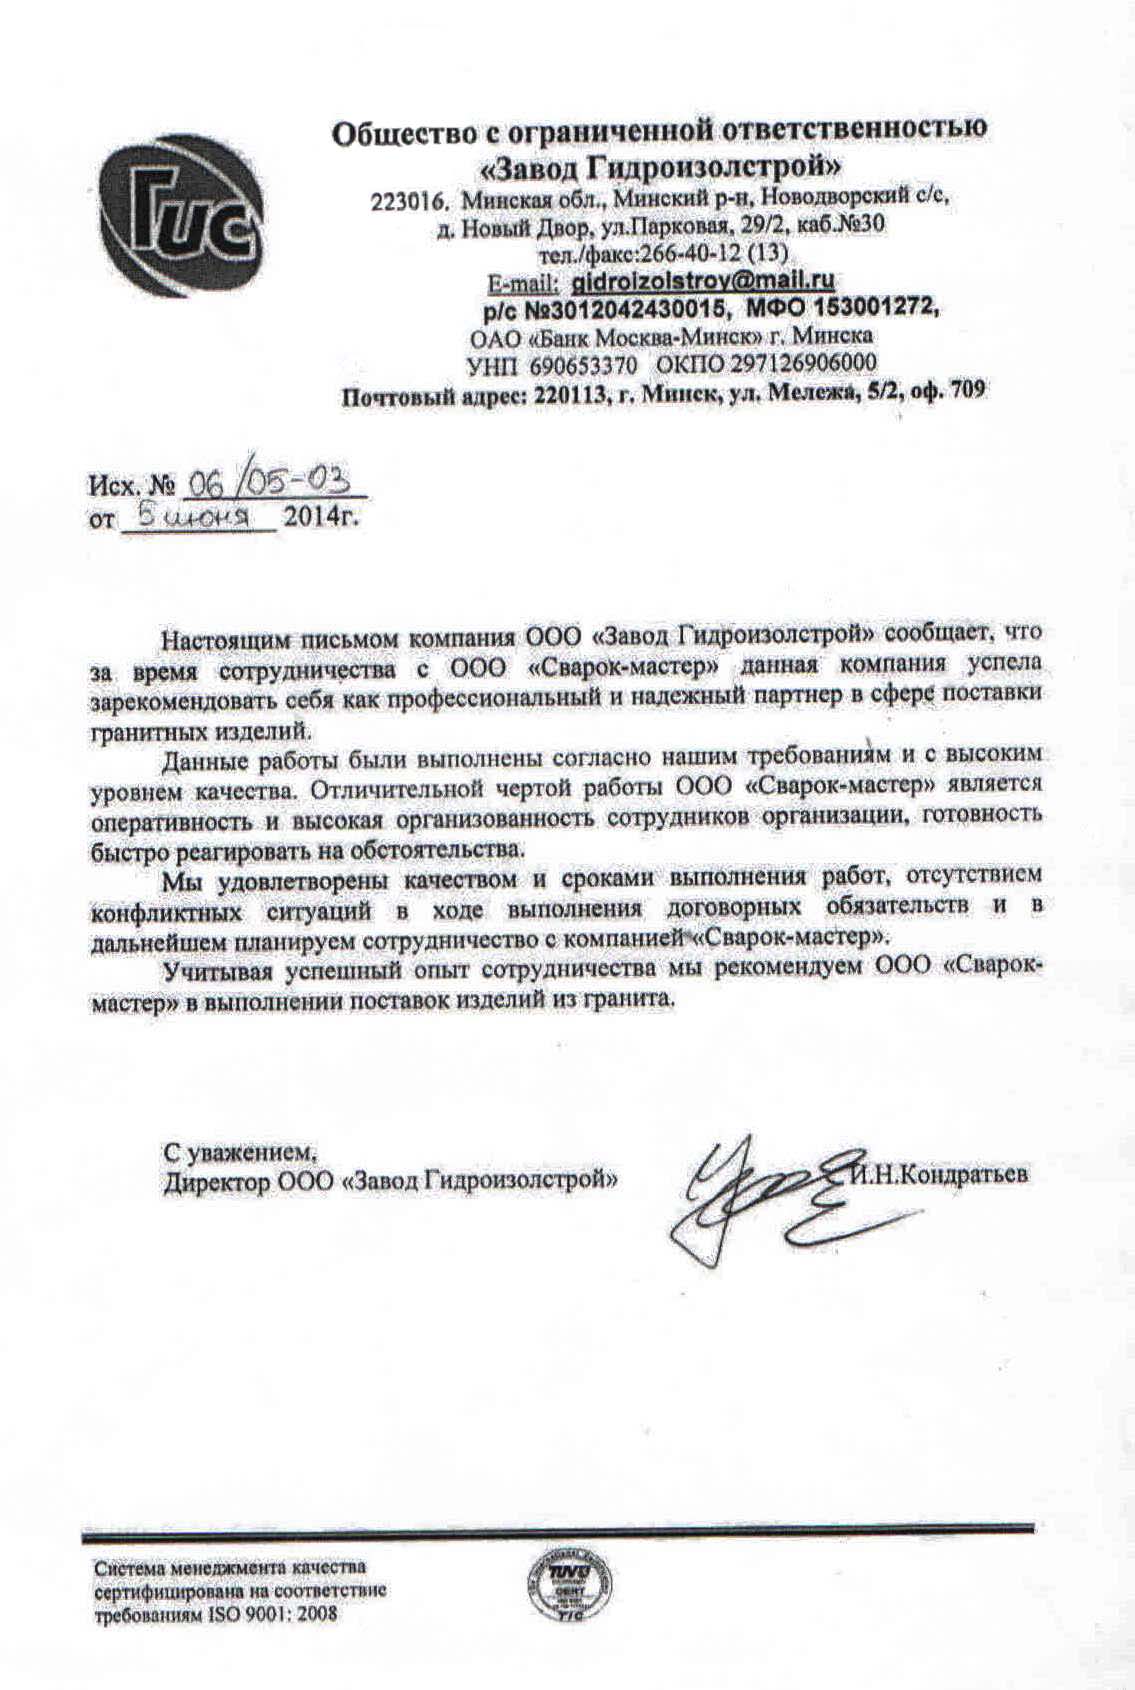 Гис
Общество с ограниченной ответственностью
«Завод Гидроизолстрой»
223016. Минская обл., Минский р-н, Новодворский с/с,
д. Новый Двор, ул.Парковая, 29/2, каб.№30
тел./факс:266-40-12 (13)
E-mail: gidroizolstroy@mail.ru
р/с №3012042430015, МФО 153001272,
ОАО «Банк Москва-Минск» г. Минска
УНП 690653370 ОКПО 297126906000
Почтовый адрес: 220113, г. Минск, ул. Мележа, 5/2, оф. 709
Исх. № 06/05-03
от 5 июня 2014г.
Настоящим письмом компания ООО «Завод Гидроизолстрой» сообщает, что
за время сотрудничества с ООО «Сварок-мастер» данная компания успела
зарекомендовать себя как профессиональный и надежный партнер в сфере поставки
гранитных изделий.
Данные работы были выполнены согласно нашим требованиям и с высоким
уровнем качества. Отличительной чертой работы ООО «Сварок-мастер» является
оперативность и высокая организованность сотрудников организации, готовность
быстро реагировать на обстоятельства.
Мы удовлетворены качеством и сроками выполнения работ, отсутствием
конфликтных ситуаций в ходе выполнения договорных обязательств и в
дальнейшем планируем сотрудничество с компанией «Сварок-мастер».
Учитывая успешный опыт сотрудничества мы рекомендуем ООО «Сварок-
мастер» в выполнении поставок изделий из гранита.
С уважением,
Директор ООО «Завод Гидроизолстрой» И.Н.Кондратьев
Система менеджмента качества
сертифицирована на соответствие
требованиям ISO 9001: 2008
CERT
TIC